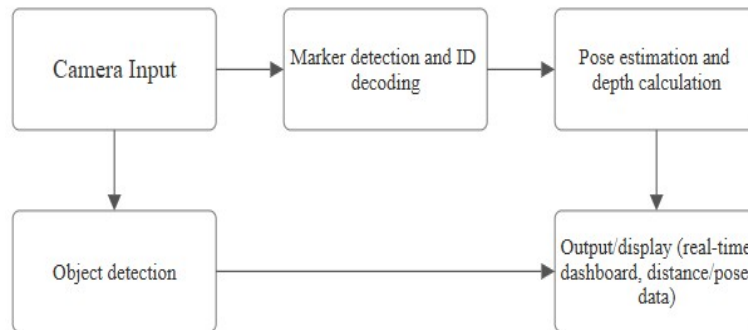 Camera Input
Marker detection and ID
decoding
Pose estimation and
depth calculation
Object detection
Output/display (real-time
dashboard, distance/pose
data)